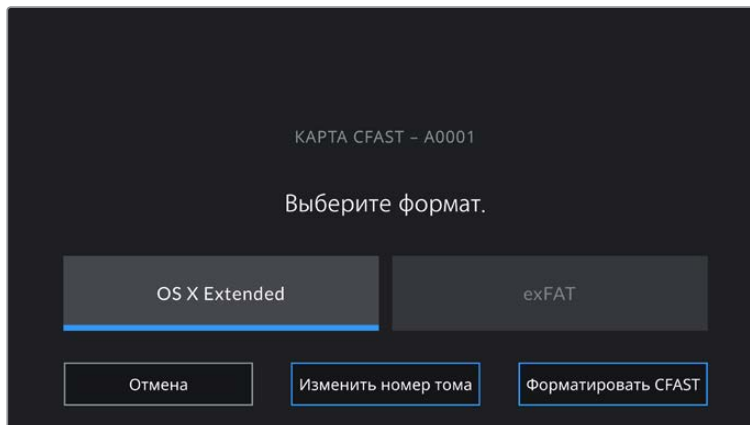 КАРТА CFAST – A0001
Выберите формат.
OS X Extended
exFAT
Отмена
Изменить номер тома
Форматировать CFAST